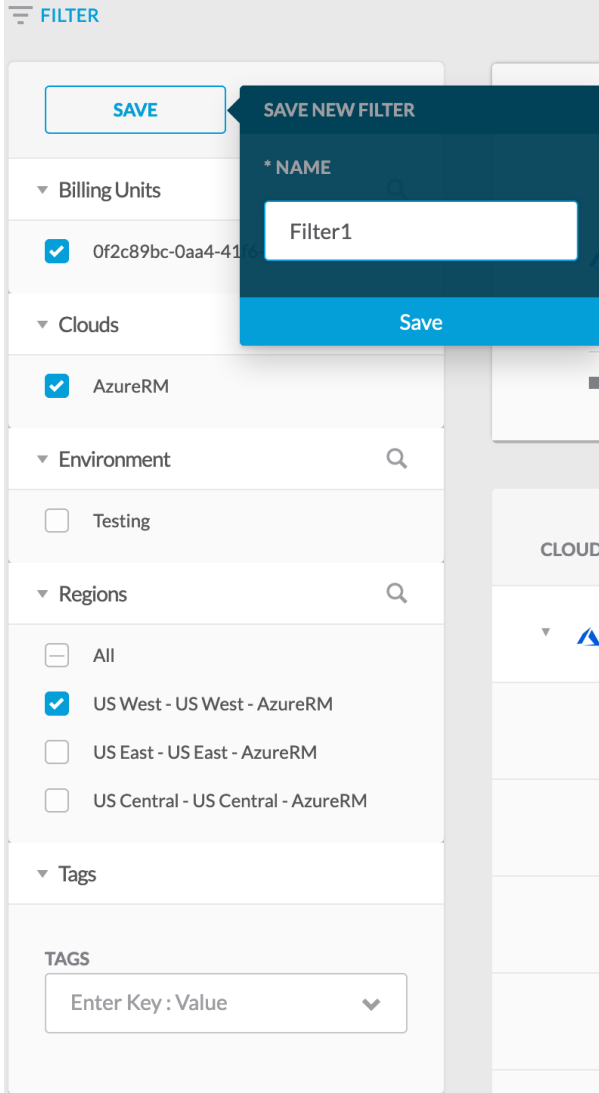 FILTER
SAVE
SAVE NEW FILTER
* NAME
Filter1
Save
Billing Units
0f2c89bc-0aa4-41f6-
Clouds
AzureRM
Environment
Testing
Regions
All
US West - US West - AzureRM
US East - US East - AzureRM
US Central - US Central - AzureRM
Tags
TAGS
Enter Key : Value
CLOUD